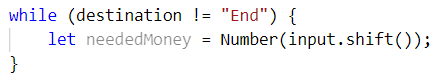 while (destination != "End") {
    let neededMoney = Number(input.shift());
}